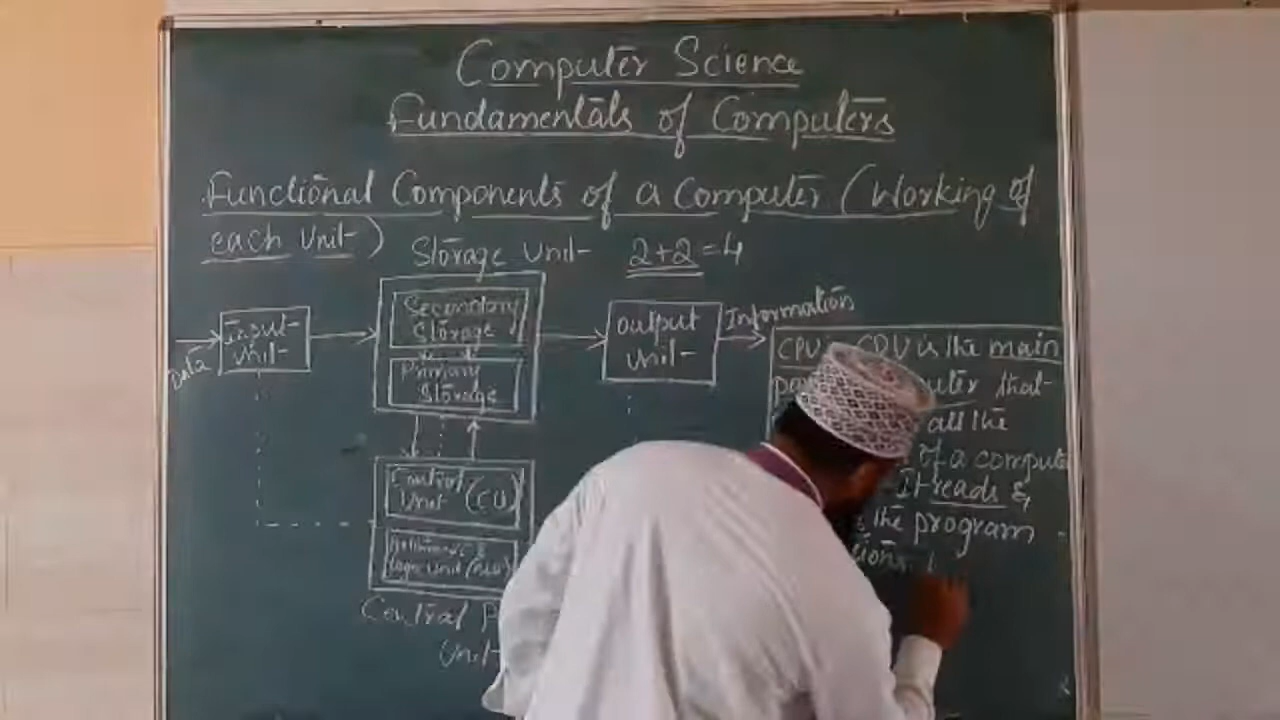 Computer Science
Fundamentals of Computers
Functional Components of a Computer (Working of
each Unit)
Storage Unit 2+2=4
Data
Input
Unit
Secondary
Storage
Primary
Storage
Output
Unit
Information
Control
Unit (CU)
Arithmetic &
Logic Unit (ALU)
Central
Unit
CPU CPU is the main
that
all the
of a compute
It reads &
the program